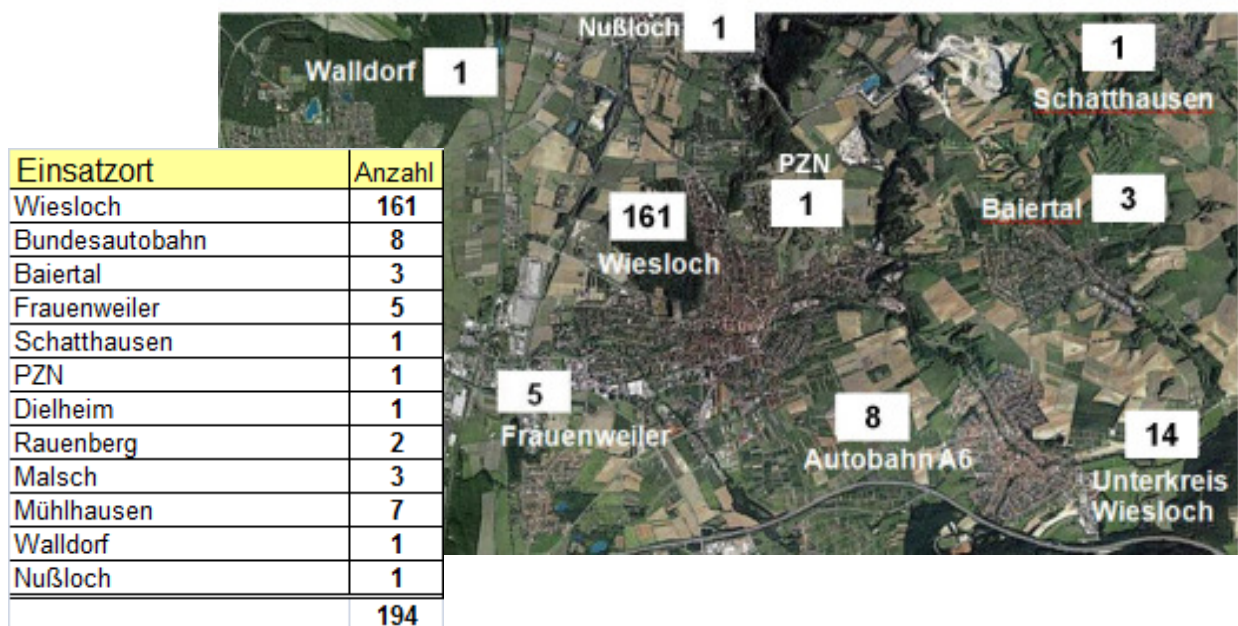 Nußloch 1
Walldorf 1
1
Schatthausen
PZN
1
Baiertal 3
161
Wiesloch
5
Frauenweiler
8
Autobahn A6
14
Unterkreis
Wiesloch
Einsatzort Anzahl
Wiesloch 161
Bundesautobahn 8
Baiertal 3
Frauenweiler 5
Schatthausen 1
PZN 1
Dielheim 1
Rauenberg 2
Malsch 3
Mühlhausen 7
Walldorf 1
Nußloch 1
194